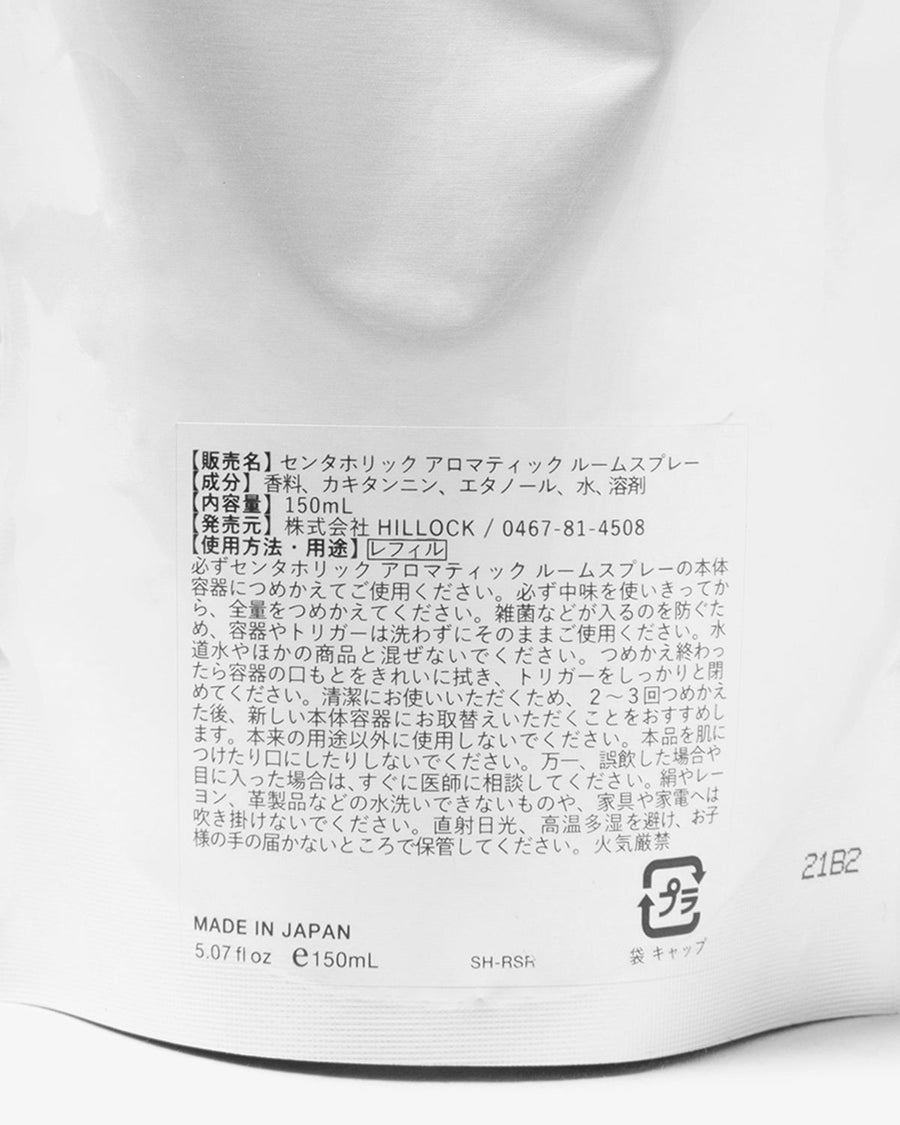 【販売名】センタホリック アロマティック ルームスプレー
【成分】香料、カキタンニン、エタノール、水、溶剤
【内容量】150mL
【発売元】株式会社 HILLOCK / 0467-81-4508
【使用方法・用途】レフィル
必ずセンタホリック アロマティック ルームスプレーの本体
容器につめかえてご使用ください。必ず中味を使いきってか
ら、全量をつめかえてください。雑菌などが入るのを防ぐた
め、容器やトリガーは洗わずにそのままご使用ください。水
道水やほかの商品と混ぜないでください。つめかえ終わっ
たら容器の口もとをきれいに拭き、トリガーをしっかりと閉
めてください。清潔にお使いいただくため、2〜3回つめかえ
た後、新しい本体容器にお取替えいただくことをおすすめし
ます。本来の用途以外に使用しないでください。本品を肌に
つけたり口にしたりしないでください。万一、誤飲した場合や
目に入った場合は、すぐに医師に相談してください。絹やレー
ヨン、革製品などの水洗いできないものや、家具や家電へは
吹き掛けないでください。直射日光、高温多湿を避け、お子
様の手の届かないところで保管してください。火気厳禁
プラ
21B2
MADE IN JAPAN
5.07 fl oz ℮150mL
SH-RSR
袋 キャップ